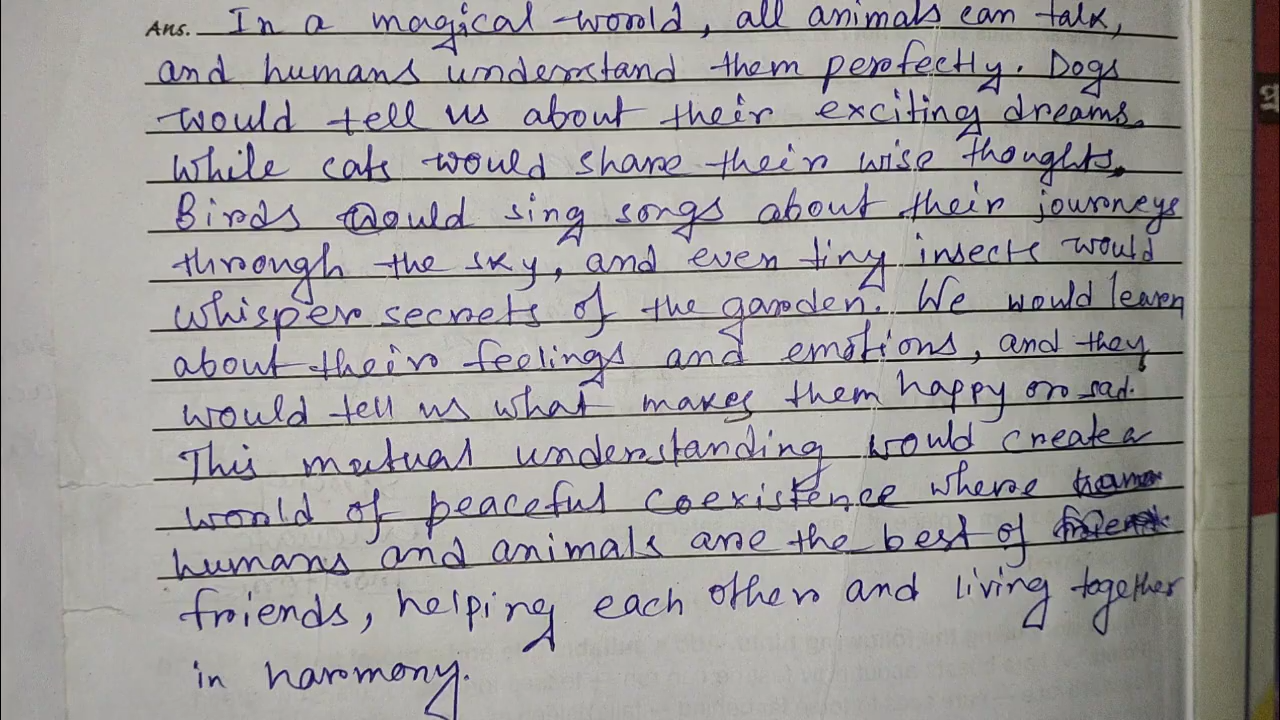 Ans. In a magical world, all animals can talk,
and humans understand them perfectly. Dogs
would tell us about their exciting dreams.
While cats would share their wise thoughts.
Birds would sing songs about their journeys
through the sky, and even tiny insects would
whisper secrets of the garden. We would learn
about their feelings and emotions, and they
would tell us what makes them happy or sad.
This mutual understanding would create a
world of peaceful coexistence where
humans and animals are the best of
friends, helping each other and living together
in harmony.